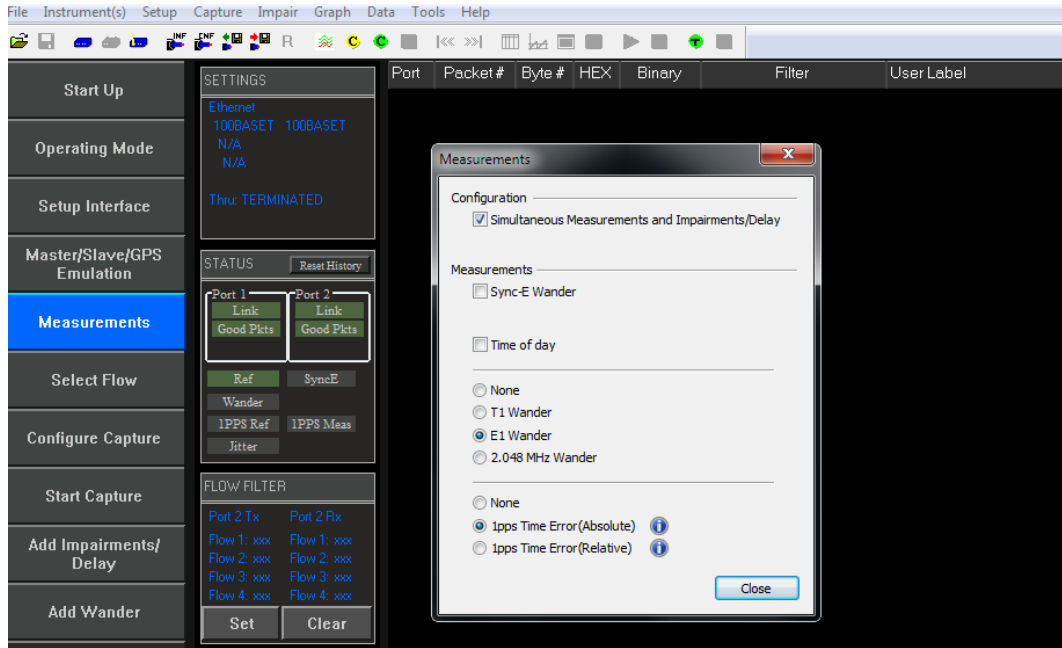 File Instrument(s) Setup Capture Impair Graph Data Tools Help
INF INF R C C T
Start Up
Operating Mode
Setup Interface
Master/Slave/GPS
Emulation
Measurements
Select Flow
Configure Capture
Start Capture
Add Impairments/
Delay
Add Wander
SETTINGS
Ethernet
100BASET 100BASET
N/A
N/A
Thru: TERMINATED
STATUS Reset History
Port 1 Port 2
Link Link
Good Pkts Good Pkts
Ref SyncE
Wander
1PPS Ref 1PPS Meas
Jitter
FLOW FILTER
Port 2 Tx Port 2 Rx
Flow 1: xxx Flow 1: xxx
Flow 2: xxx Flow 2: xxx
Flow 3: xxx Flow 3: xxx
Flow 4: xxx Flow 4: xxx
Set Clear
Port Packet # Byte # HEX Binary Filter User Label
Measurements
Configuration
Simultaneous Measurements and Impairments/Delay
Measurements
Sync-E Wander
Time of day
None
T1 Wander
E1 Wander
2.048 MHz Wander
None
1pps Time Error(Absolute)
1pps Time Error(Relative)
Close